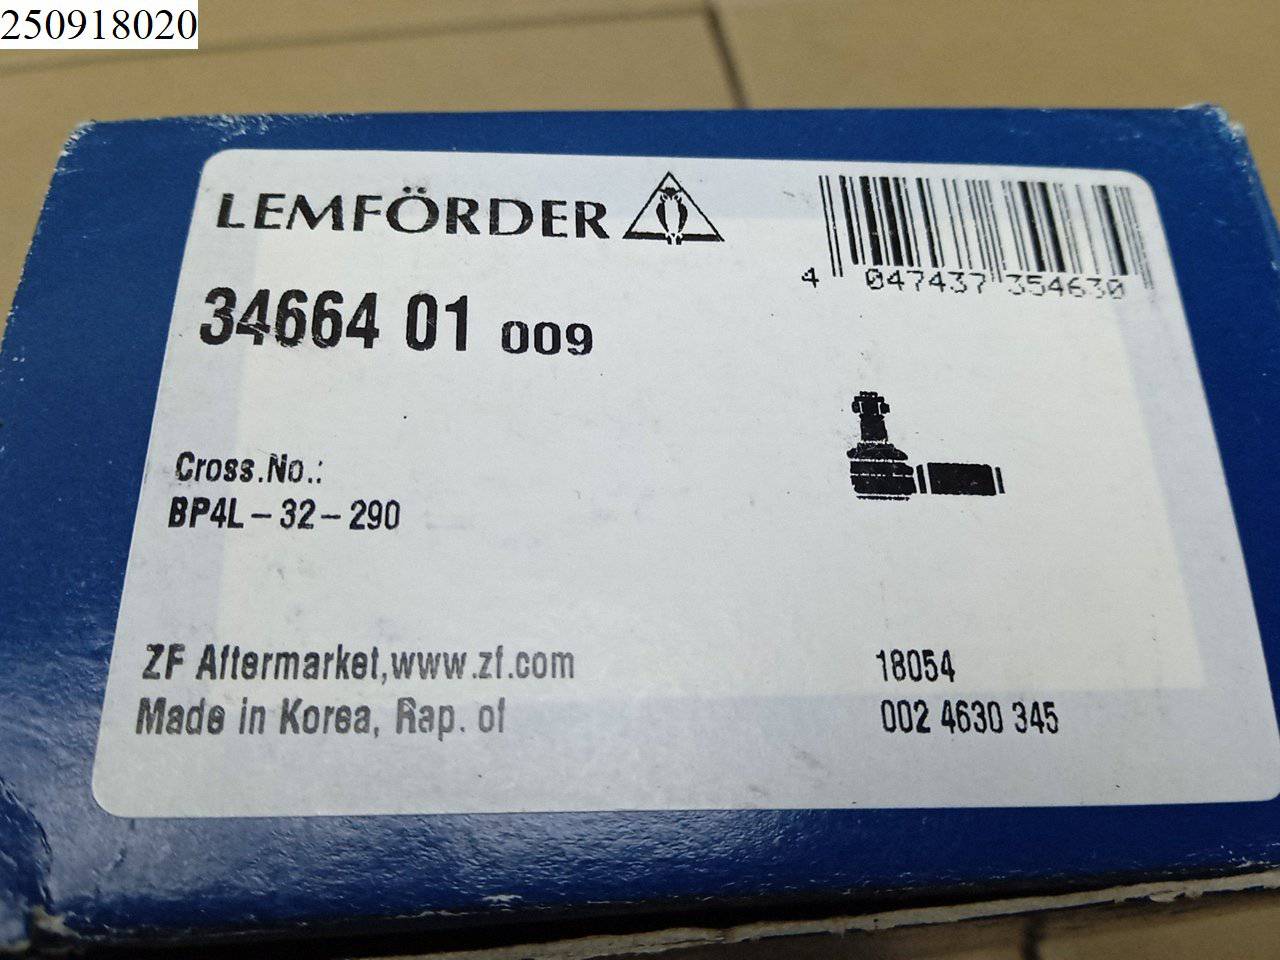 250918020
LEMFÖRDER
4 047437 354630
34664 01 009
Cross.No.:
BP4L-32-290
ZF Aftermarket,www.zf.com
18054
Made in Korea, Rap. of
002 4630 345